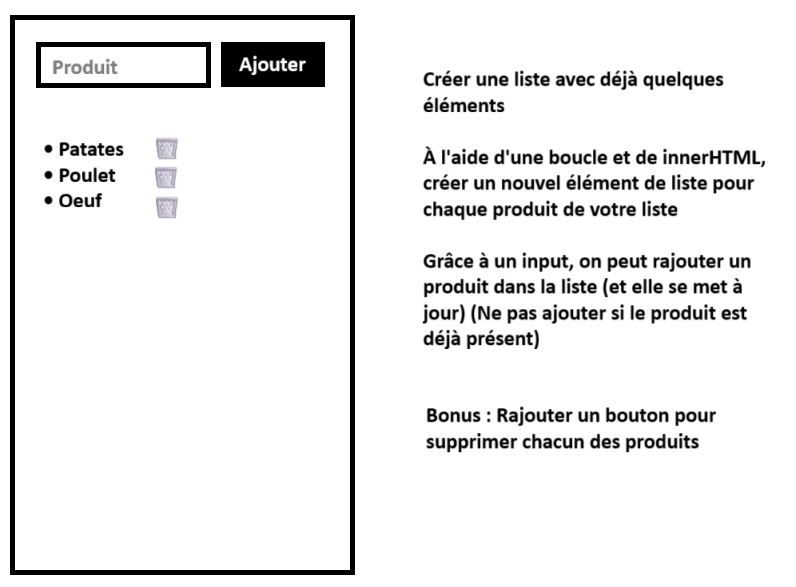 Produit
Ajouter
• Patates
• Poulet
• Oeuf
Créer une liste avec déjà quelques
éléments
À l'aide d'une boucle et de innerHTML,
créer un nouvel élément de liste pour
chaque produit de votre liste
Grâce à un input, on peut rajouter un
produit dans la liste (et elle se met à
jour) (Ne pas ajouter si le produit est
déjà présent)
Bonus : Rajouter un bouton pour
supprimer chacun des produits